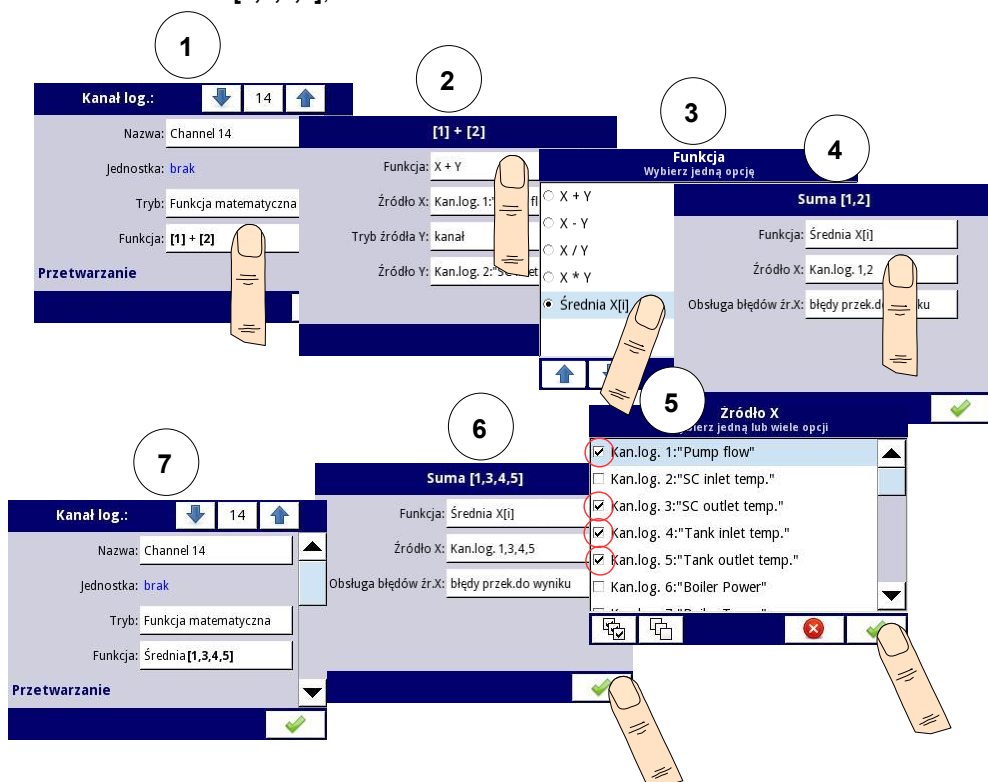 1
Kanał log.:
14
Nazwa: Channel 14
Jednostka: brak
Tryb: Funkcja matematyczna
Funkcja: [1] + [2]
Przetwarzanie
2
[1] + [2]
Funkcja: X + Y
Źródło X: Kan.log. 1:"
Tryb źródła Y: kanał
Źródło Y: Kan.log. 2:"SC
3
Funkcja
Wybierz jedną opcję
X + Y
X - Y
X / Y
X * Y
Średnia X[i]
4
Suma [1,2]
Funkcja: Średnia X[i]
Źródło X: Kan.log. 1,2
Obsługa błędów źr.X: błędy przek.do
5
Źródło X
jedną lub wiele opcji
Kan.log. 1:"Pump flow"
Kan.log. 2:"SC inlet temp."
Kan.log. 3:"SC outlet temp."
Kan.log. 4:"Tank inlet temp."
Kan.log. 5:"Tank outlet temp."
Kan.log. 6:"Boiler Power"
6
Suma [1,3,4,5]
Funkcja: Średnia X[i]
Źródło X: Kan.log. 1,3,4,5
Obsługa błędów źr.X: błędy przek.do wyniku
7
Kanał log.:
14
Nazwa: Channel 14
Jednostka: brak
Tryb: Funkcja matematyczna
Funkcja: Średnia[1,3,4,5]
Przetwarzanie